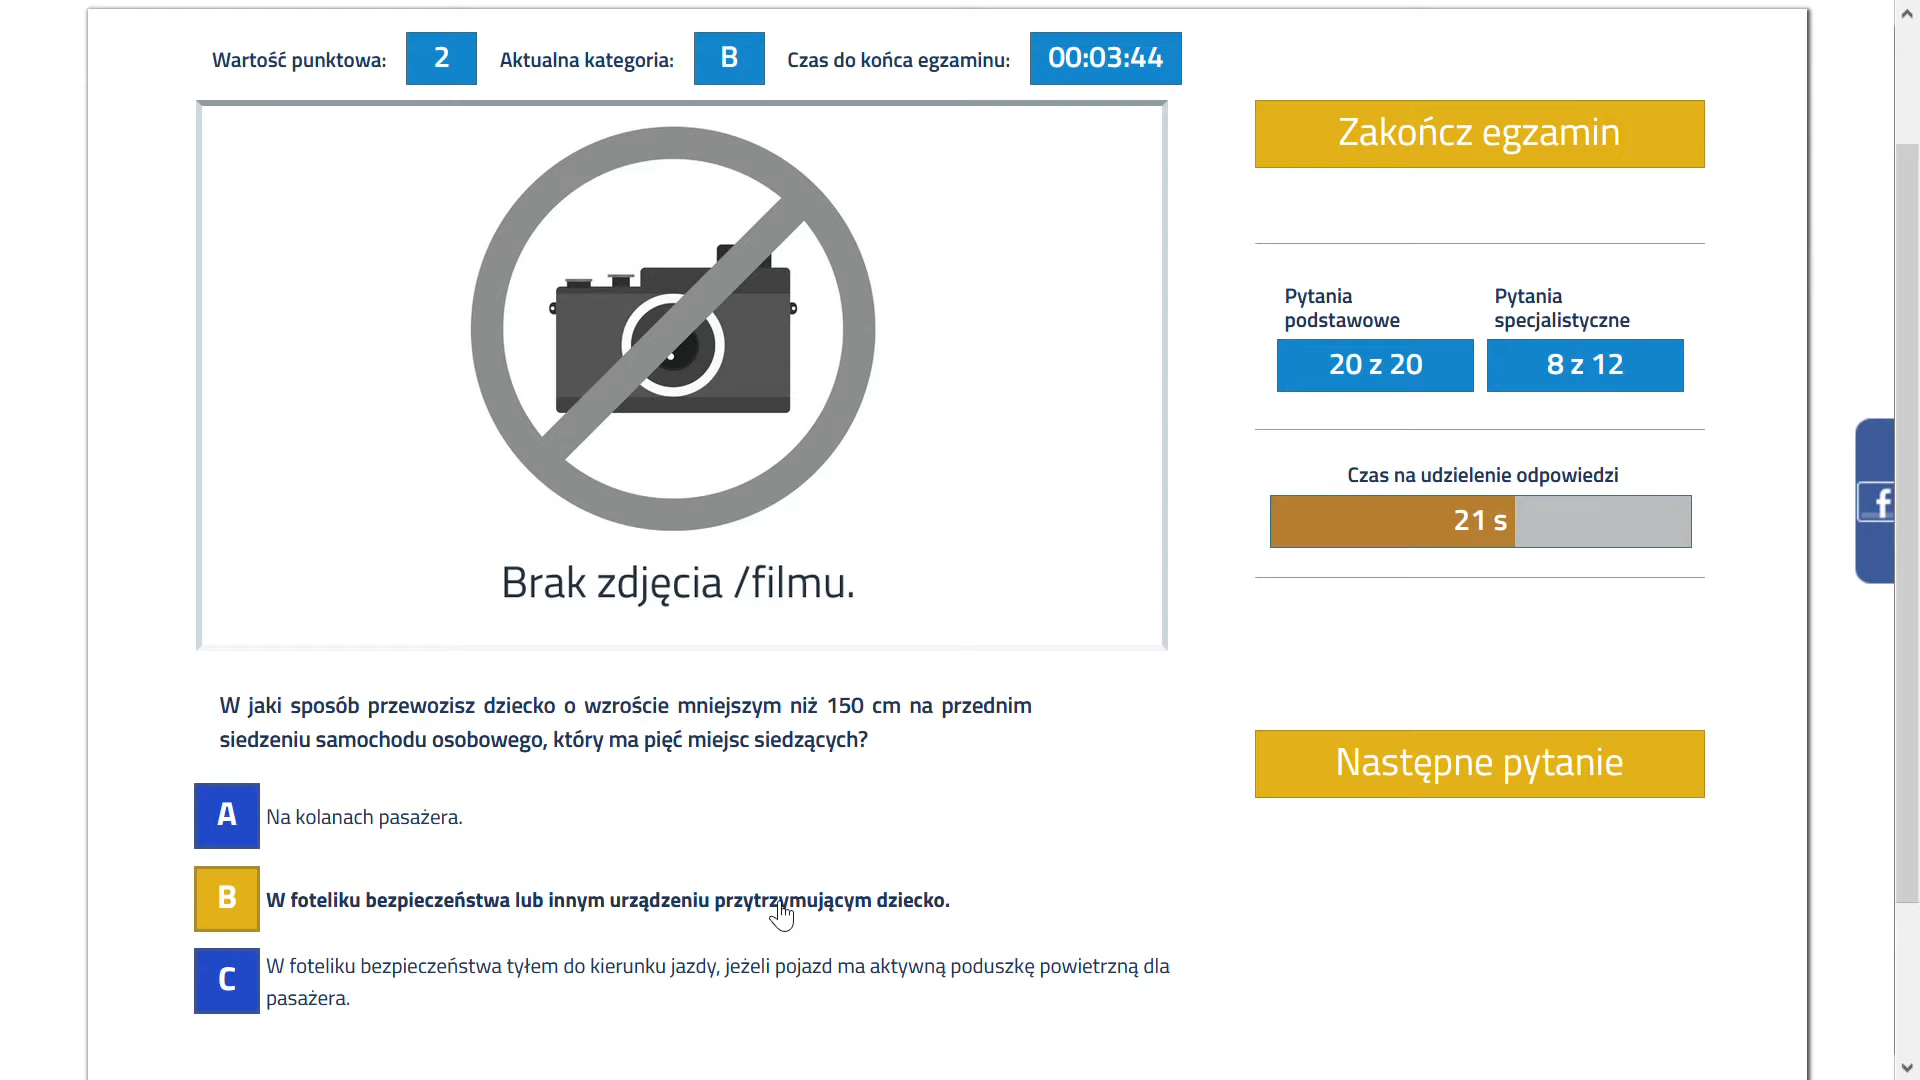 Wartość punktowa: 2 Aktualna kategoria: B Czas do końca egzaminu: 00:03:44
Zakończ egzamin
Pytania podstawowe
20 z 20
Pytania specjalistyczne
8 z 12
Czas na udzielenie odpowiedzi
21 s
Brak zdjęcia /filmu.
W jaki sposób przewozisz dziecko o wzroście mniejszym niż 150 cm na przednim
siedzeniu samochodu osobowego, który ma pięć miejsc siedzących?
Następne pytanie
A Na kolanach pasażera.
B W foteliku bezpieczeństwa lub innym urządzeniu przytrzymującym dziecko.
C W foteliku bezpieczeństwa tyłem do kierunku jazdy, jeżeli pojazd ma aktywną poduszkę powietrzną dla
pasażera.
f